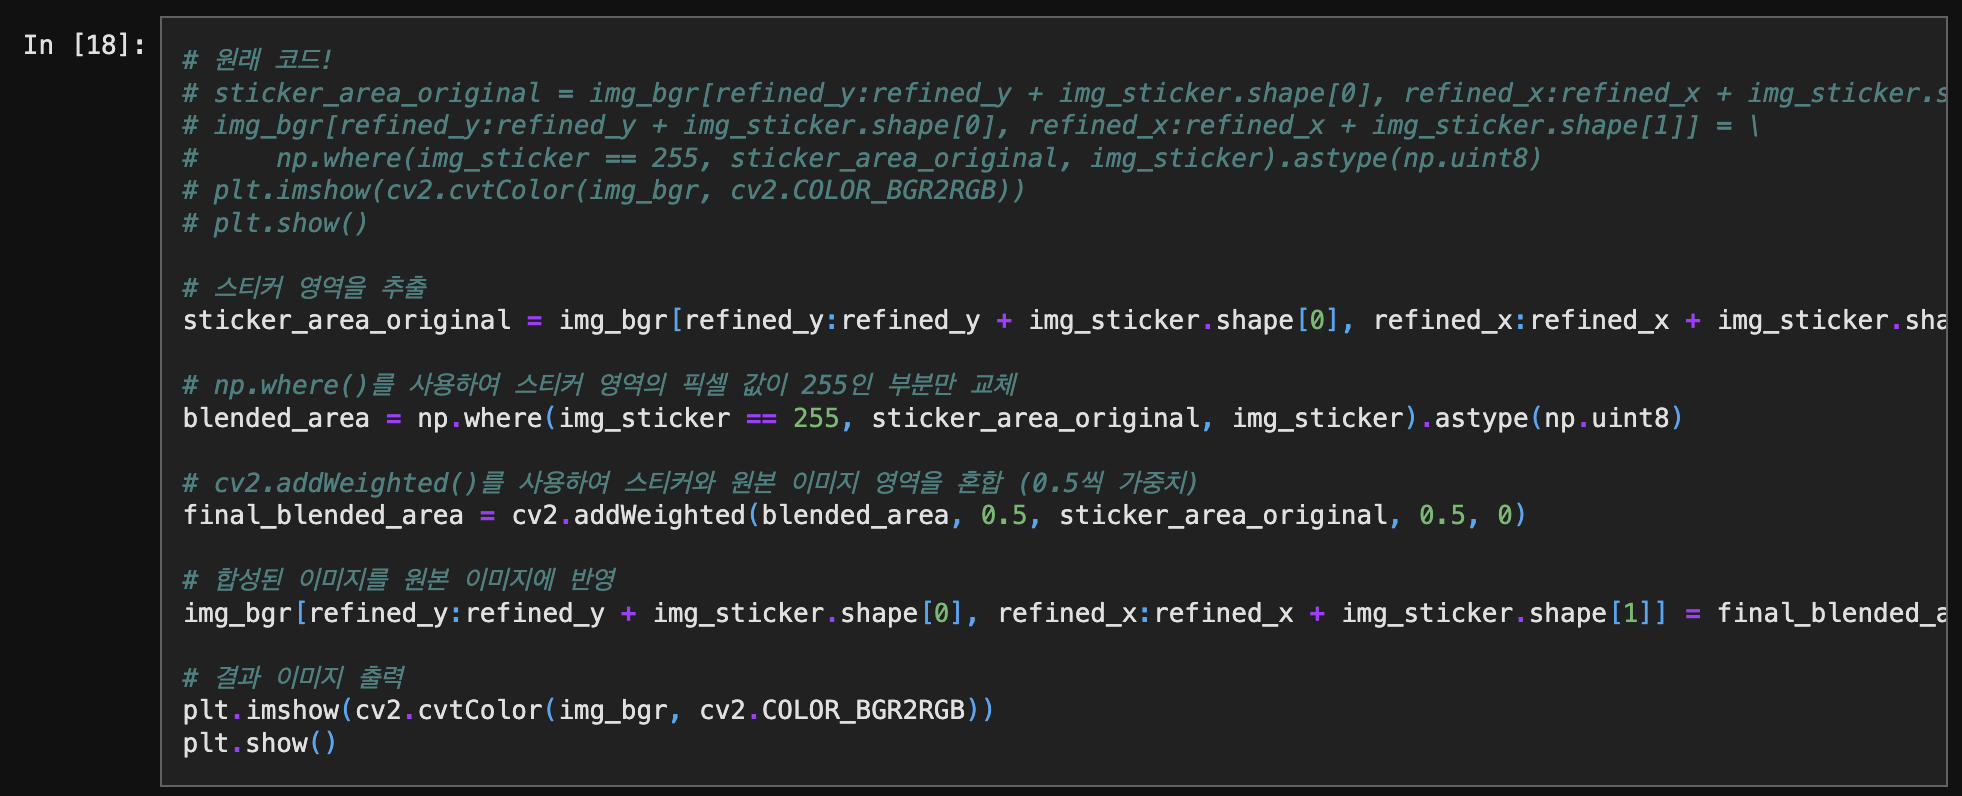 In [18]:
# 원래 코드!
# sticker_area_original = img_bgr[refined_y:refined_y + img_sticker.shape[0], refined_x:refined_x + img_sticker.s
# img_bgr[refined_y:refined_y + img_sticker.shape[0], refined_x:refined_x + img_sticker.shape[1]] = \
#     np.where(img_sticker == 255, sticker_area_original, img_sticker).astype(np.uint8)
# plt.imshow(cv2.cvtColor(img_bgr, cv2.COLOR_BGR2RGB))
# plt.show()
# 스티커 영역을 추출
sticker_area_original = img_bgr[refined_y:refined_y + img_sticker.shape[0], refined_x:refined_x + img_sticker.sha
# np.where()를 사용하여 스티커 영역의 픽셀 값이 255인 부분만 교체
blended_area = np.where(img_sticker == 255, sticker_area_original, img_sticker).astype(np.uint8)
# cv2.addWeighted()를 사용하여 스티커와 원본 이미지 영역을 혼합 (0.5씩 가중치)
final_blended_area = cv2.addWeighted(blended_area, 0.5, sticker_area_original, 0.5, 0)
# 합성된 이미지를 원본 이미지에 반영
img_bgr[refined_y:refined_y + img_sticker.shape[0], refined_x:refined_x + img_sticker.shape[1]] = final_blended_a
# 결과 이미지 출력
plt.imshow(cv2.cvtColor(img_bgr, cv2.COLOR_BGR2RGB))
plt.show()